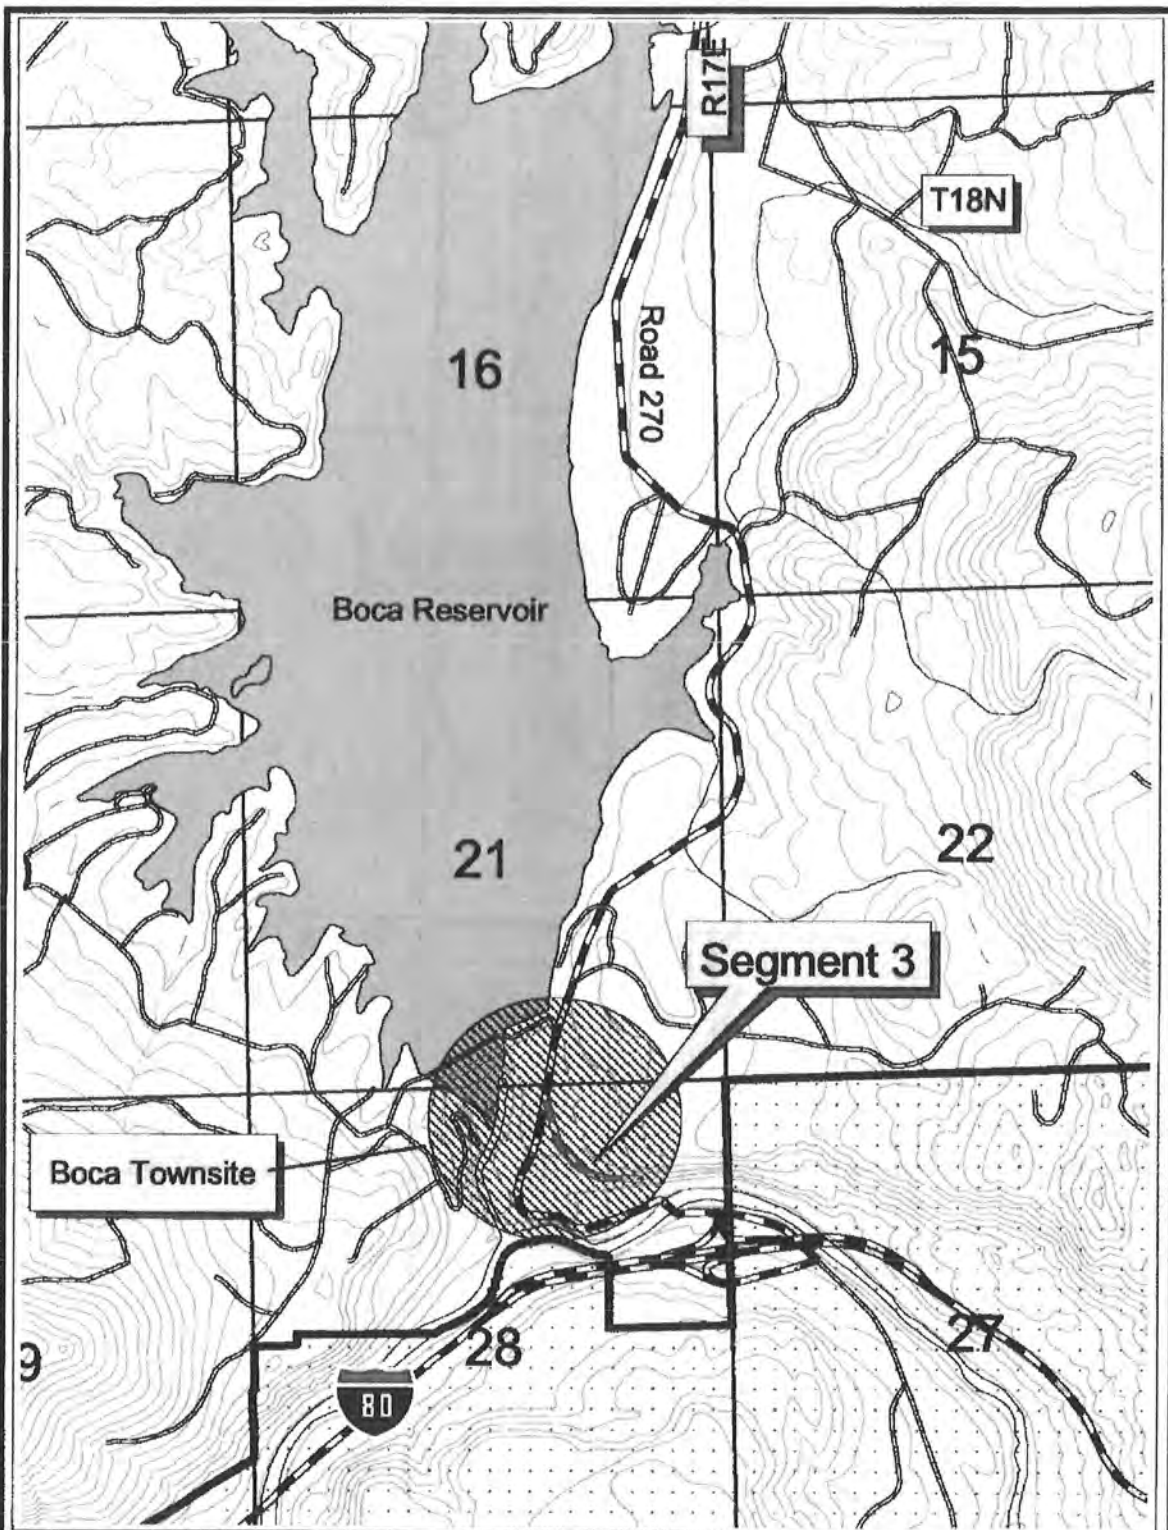 R17E
T18N
Road 270
16
15
Boca Reservoir
21
22
Segment 3
Boca Townsite
28
27
9
80